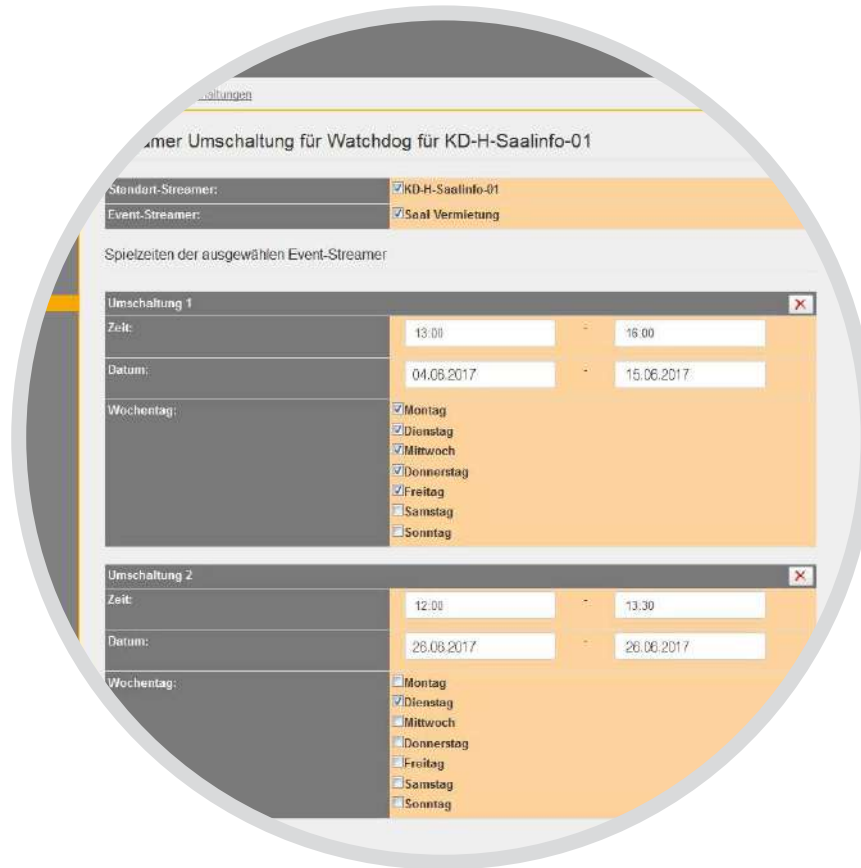 Streamer Umschaltung für Watchdog für KD-H-Saalinfo-01
Standart-Streamer: KD-H-Saalinfo-01
Event-Streamer: Saal Vermietung
Spielzeiten der ausgewählen Event-Streamer
Umschaltung 1
Zeit: 13:00 - 16:00
Datum: 04.06.2017 - 15.06.2017
Wochentag: Montag
Dienstag
Mittwoch
Donnerstag
Freitag
Samstag
Sonntag
Umschaltung 2
Zeit: 12:00 - 13:30
Datum: 26.06.2017 - 26.06.2017
Wochentag: Montag
Dienstag
Mittwoch
Donnerstag
Freitag
Samstag
Sonntag